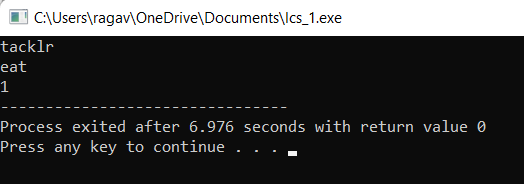 C:\Users\ragav\OneDrive\Documents\lcs_1.exe
tacklr
eat
1
--------------------------------
Process exited after 6.976 seconds with return value 0
Press any key to continue . . .